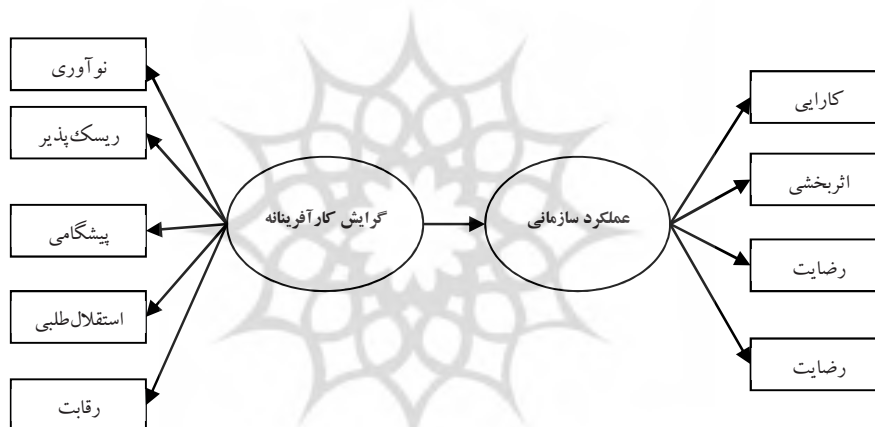 نوآوری
ریسک‌پذیر
پیشگامی
استقلال‌طلبی
رقابت
گرایش کارآفرینانه
عملکرد سازمانی
کارایی
اثربخشی
رضایت
رضایت